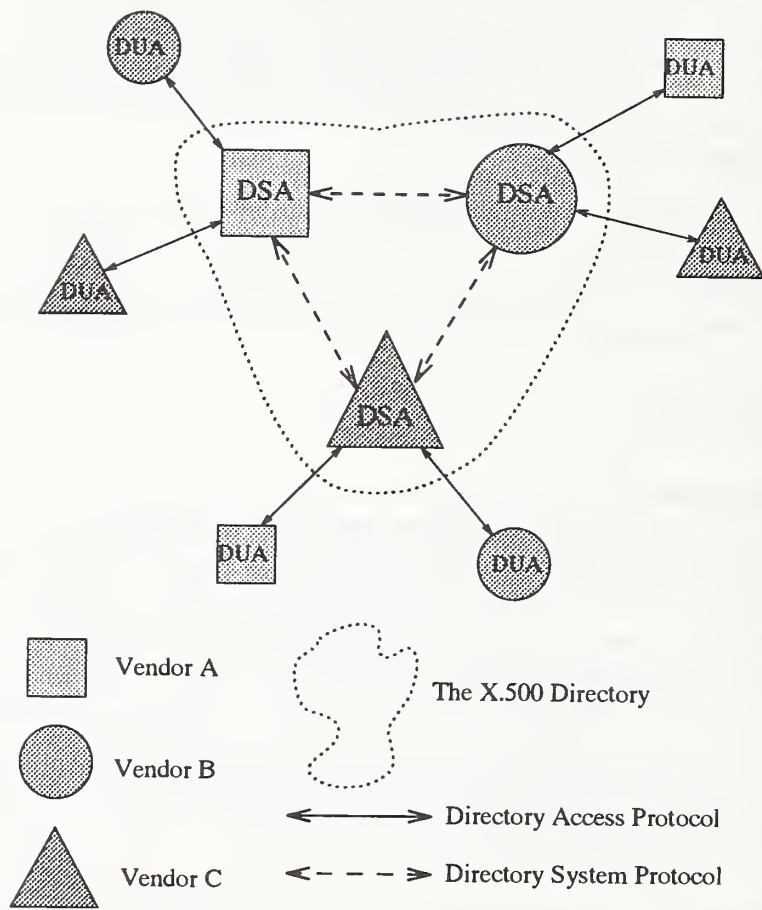 DUA
DUA
DSA
DSA
DUA
DUA
DSA
DUA
DUA
Vendor A
The X.500 Directory
Vendor B
Directory Access Protocol
Vendor C
Directory System Protocol